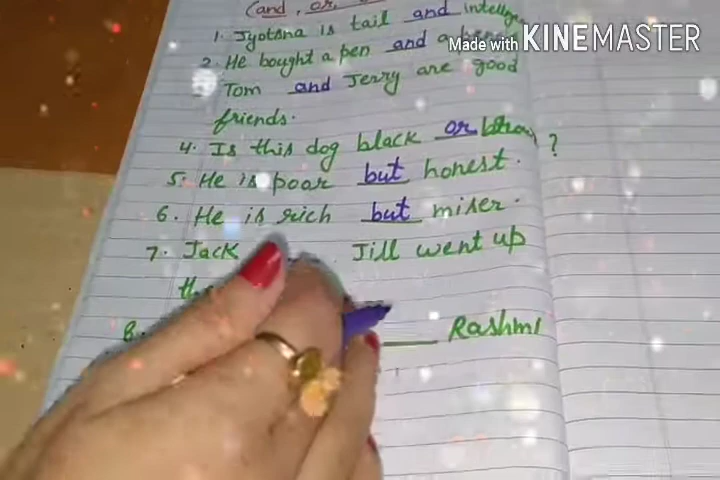 (and, or
1. Jyotsna is tail and
2. He bought a pen and
Made with KINEMASTER
Tom and Jerry are good
friends.
4. Is this dog black or ?
5. He is poor but honest.
6. He is rich but miser.
7. Jack Jill went up
8. Rashmi